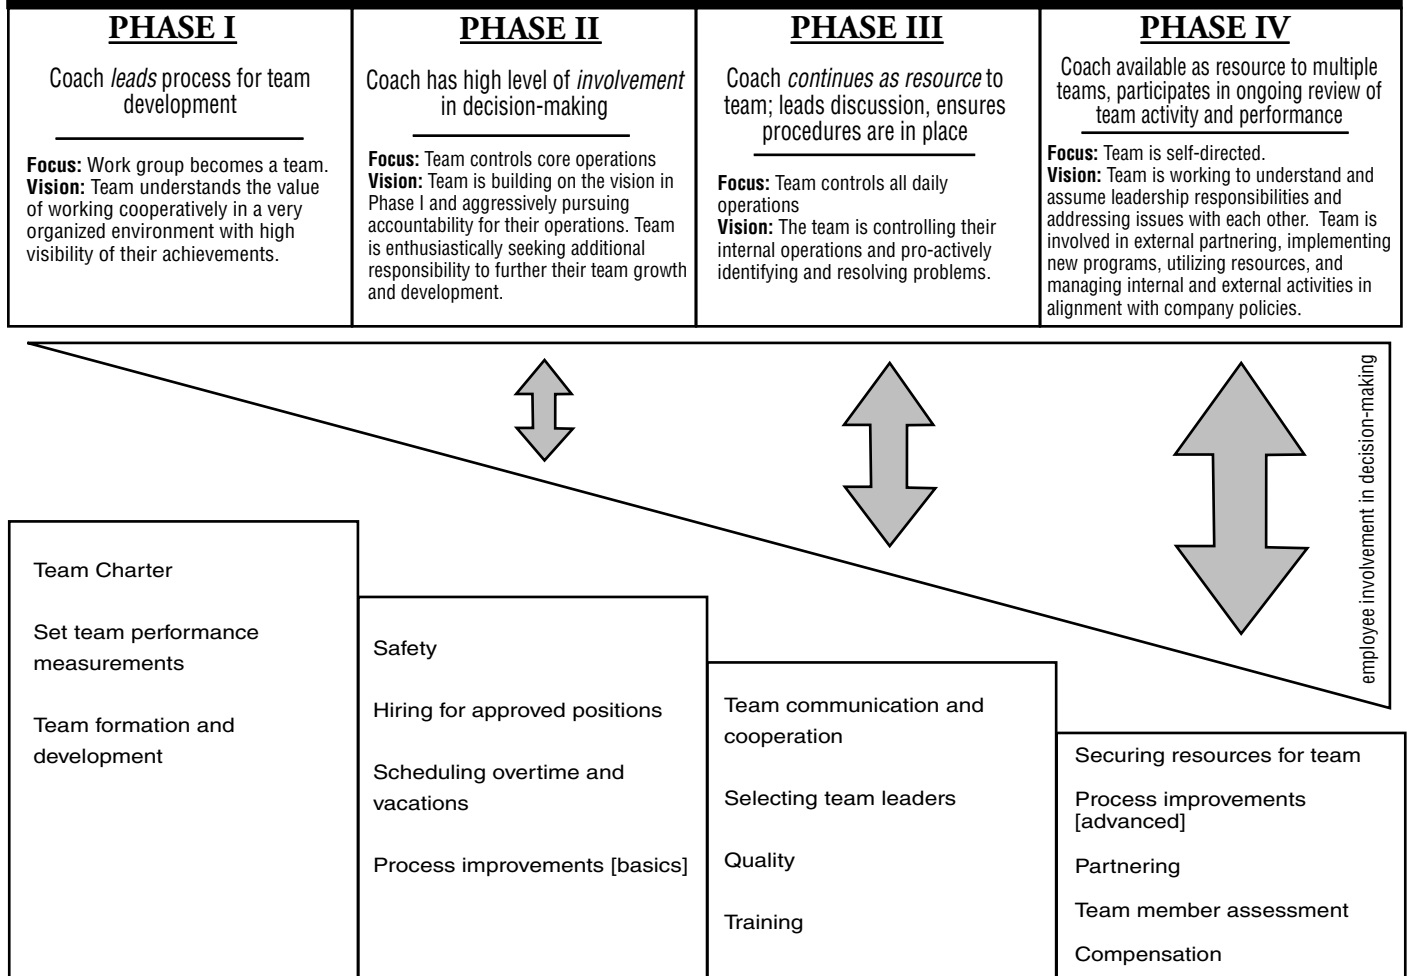 PHASE I
Coach leads process for team
development
Focus: Work group becomes a team.
Vision: Team understands the value
of working cooperatively in a very
organized environment with high
visibility of their achievements.
PHASE II
Coach has high level of involvement
in decision-making
Focus: Team controls core operations
Vision: Team is building on the vision in
Phase I and aggressively pursuing
accountability for their operations. Team
is enthusiastically seeking additional
responsibility to further their team growth
and development.
PHASE III
Coach continues as resource to
team; leads discussion, ensures
procedures are in place
Focus: Team controls all daily
operations
Vision: The team is controlling their
internal operations and pro-actively
identifying and resolving problems.
PHASE IV
Coach available as resource to multiple
teams, participates in ongoing review of
team activity and performance
Focus: Team is self-directed.
Vision: Team is working to understand and
assume leadership responsibilities and
addressing issues with each other. Team is
involved in external partnering, implementing
new programs, utilizing resources, and
managing internal and external activities in
alignment with company policies.
employee involvement in decision-making
Team Charter
Set team performance
measurements
Team formation and
development
Safety
Hiring for approved positions
Scheduling overtime and
vacations
Process improvements [basics]
Team communication and
cooperation
Selecting team leaders
Quality
Training
Securing resources for team
Process improvements
[advanced]
Partnering
Team member assessment
Compensation